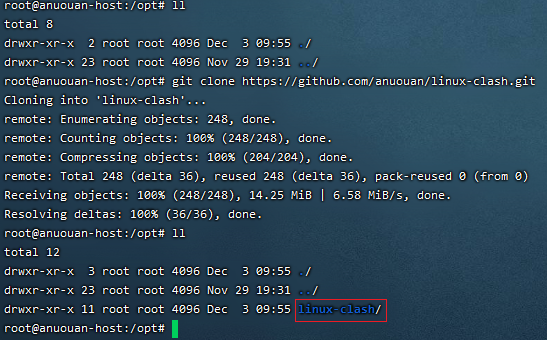 root@anuouan-host:/opt# ll
total 8
drwxr-xr-x  2 root root 4096 Dec  3 09:55 ./
drwxr-xr-x 23 root root 4096 Nov 29 19:31 ../
root@anuouan-host:/opt# git clone https://github.com/anuouan/linux-clash.git
Cloning into 'linux-clash'...
remote: Enumerating objects: 248, done.
remote: Counting objects: 100% (248/248), done.
remote: Compressing objects: 100% (204/204), done.
remote: Total 248 (delta 36), reused 248 (delta 36), pack-reused 0 (from 0)
Receiving objects: 100% (248/248), 14.25 MiB | 6.58 MiB/s, done.
Resolving deltas: 100% (36/36), done.
root@anuouan-host:/opt# ll
total 12
drwxr-xr-x  3 root root 4096 Dec  3 09:55 ./
drwxr-xr-x 23 root root 4096 Nov 29 19:31 ../
drwxr-xr-x 11 root root 4096 Dec  3 09:55 linux-clash/
root@anuouan-host:/opt#